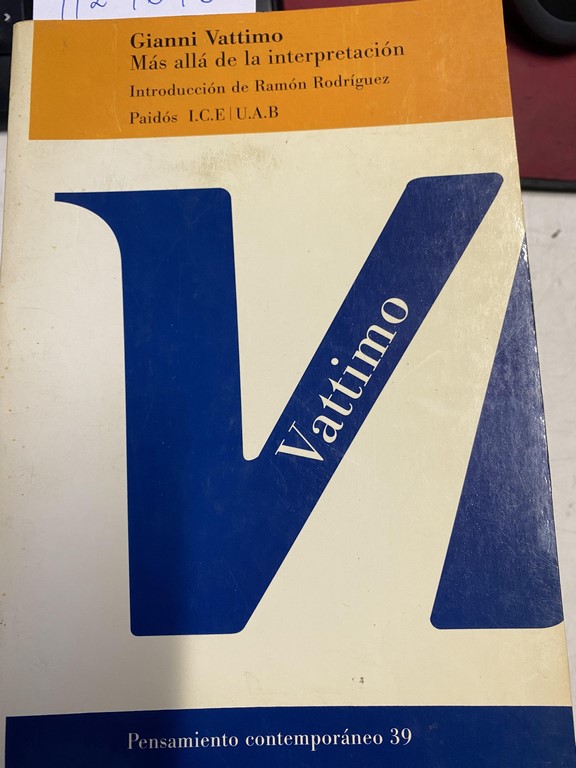 Gianni Vattimo
Más allá de la interpretación
Introducción de Ramón Rodríguez
Paidós I.C.E | U.A.B
Vattimo
Pensamiento contemporáneo 39